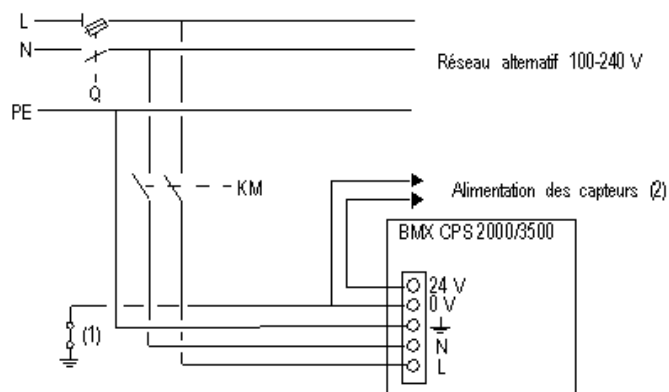 L
N
Réseau alternatif 100-240 V
Q
PE
KM
Alimentation des capteurs (2)
BMX CPS 2000/3500
24 V
0 V
(1)
N
L